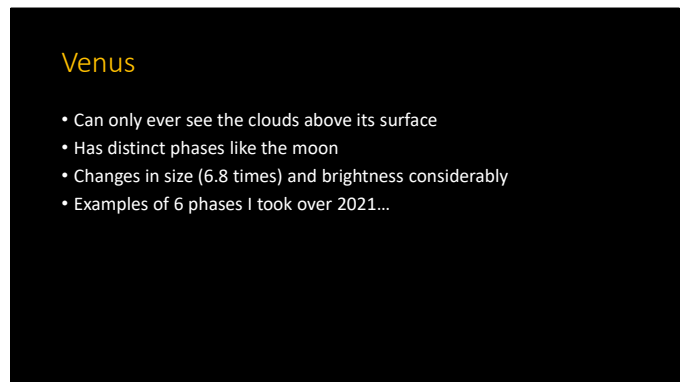 Venus
• Can only ever see the clouds above its surface
• Has distinct phases like the moon
• Changes in size (6.8 times) and brightness considerably
• Examples of 6 phases I took over 2021…